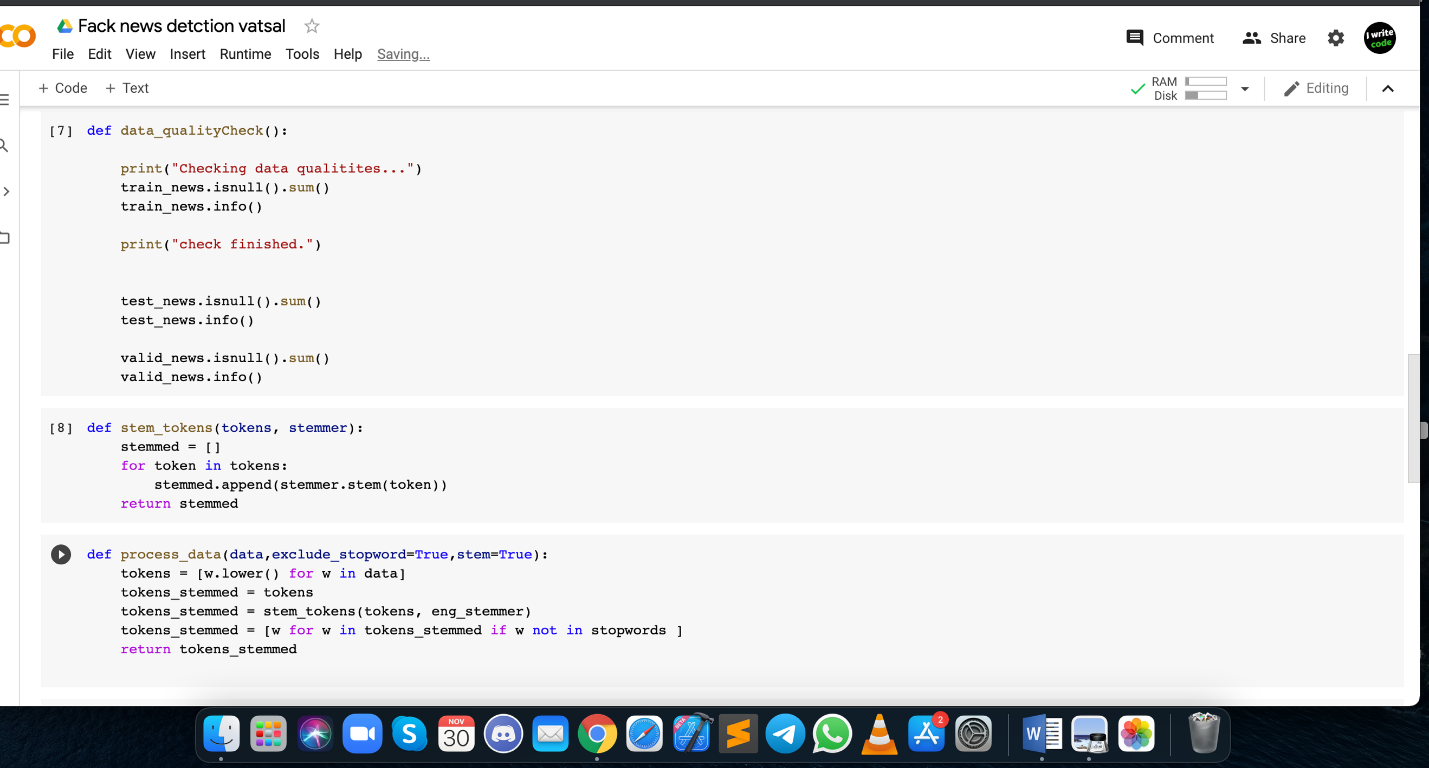 CO Fack news detction vatsal
File Edit View Insert Runtime Tools Help Saving...
Comment Share I write code
+ Code + Text
RAM
Disk
Editing
[7] def data_qualityCheck():
print("Checking data qualitites...")
train_news.isnull().sum()
train_news.info()
print("check finished.")
test_news.isnull().sum()
test_news.info()
valid_news.isnull().sum()
valid_news.info()
[8] def stem_tokens(tokens, stemmer):
stemmed = []
for token in tokens:
stemmed.append(stemmer.stem(token))
return stemmed
def process_data(data,exclude_stopword=True,stem=True):
tokens = [w.lower() for w in data]
tokens_stemmed = tokens
tokens_stemmed = stem_tokens(tokens, eng_stemmer)
tokens_stemmed = [w for w in tokens_stemmed if w not in stopwords ]
return tokens_stemmed
NOV
30
BETA
2
W